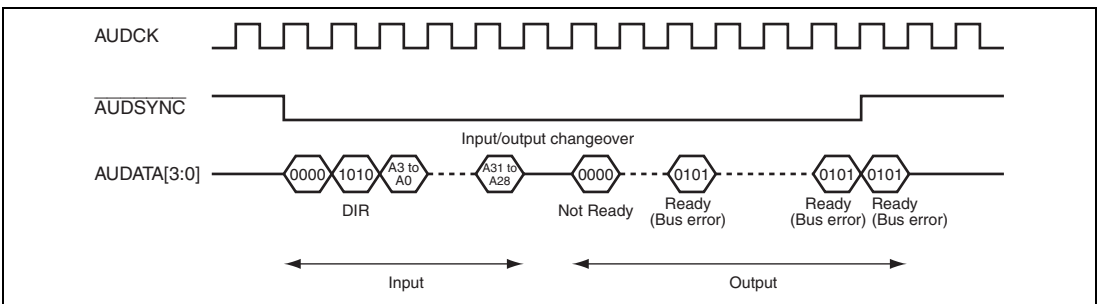 AUDCK
AUDSYNC
Input/output changeover
AUDATA[3:0]
0000
1010
A3 to
A0
A31 to
A28
0000
0101
0101
0101
DIR
Not Ready
Ready
(Bus error)
Ready
(Bus error)
Ready
(Bus error)
Input
Output